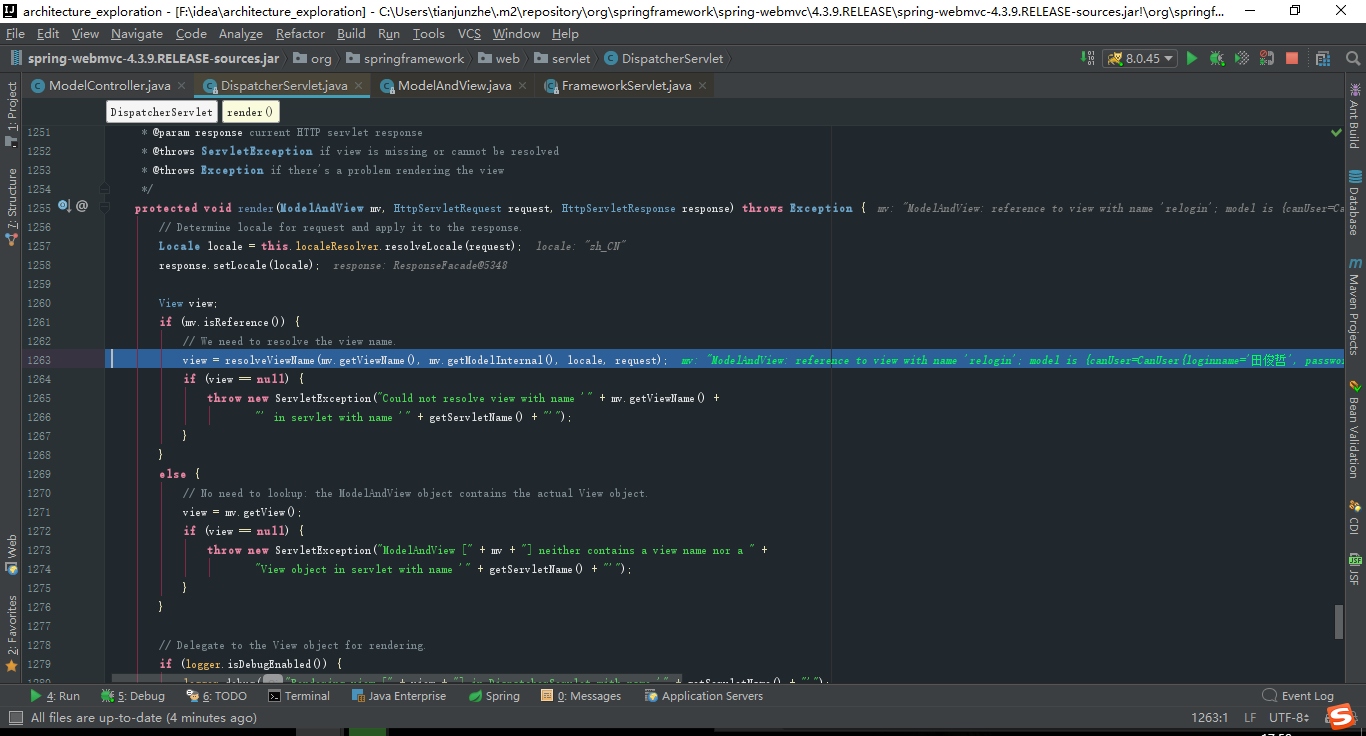 architecture_exploration - [F:\idea\architecture_exploration] - C:\Users\tianjunzhe\.m2\repository\org\springframework\spring-webmvc\4.3.9.RELEASE\spring-webmvc-4.3.9.RELEASE-sources.jar!\org\springf...
File Edit View Navigate Code Analyze Refactor Build Run Tools VCS Window Help
spring-webmvc-4.3.9.RELEASE-sources.jar org springframework web servlet DispatcherServlet 8.0.45
ModelController.java DispatcherServlet.java ModelAndView.java FrameworkServlet.java
DispatcherServlet render()
1251 * @param response current HTTP servlet response
1252 * @throws ServletException if view is missing or cannot be resolved
1253 * @throws Exception if there's a problem rendering the view
1254 */
1255 @ protected void render(ModelAndView mv, HttpServletRequest request, HttpServletResponse response) throws Exception { mv: "ModelAndView: reference to view with name 'relogin'; model is {canUser=Ca
1256 // Determine locale for request and apply it to the response.
1257 Locale locale = this.localeResolver.resolveLocale(request); locale: "zh_CN"
1258 response.setLocale(locale); response: ResponseFacade@5348
1259
1260 View view;
1261 if (mv.isReference()) {
1262 // We need to resolve the view name.
1263 view = resolveViewName(mv.getViewName(), mv.getModelInternal(), locale, request); mv: "ModelAndView: reference to view with name 'relogin'; model is {canUser=CanUser{loginname='田俊哲', passwo
1264 if (view == null) {
1265 throw new ServletException("Could not resolve view with name '" + mv.getViewName() +
1266 "' in servlet with name '" + getServletName() + "'");
1267 }
1268 }
1269 else {
1270 // No need to lookup: the ModelAndView object contains the actual View object.
1271 view = mv.getView();
1272 if (view == null) {
1273 throw new ServletException("ModelAndView [" + mv + "] neither contains a view name nor a " +
1274 "View object in servlet with name '" + getServletName() + "'");
1275 }
1276 }
1277
1278 // Delegate to the View object for rendering.
1279 if (logger.isDebugEnabled()) {
1280 logger.debug("Rendering view [" + view + "] in DispatcherServlet with name '" + getServletName() + "'");
1: Project
7: Structure
Web
2: Favorites
Ant Build
Database
Maven Projects
Bean Validation
CDI
JSF
4: Run 5: Debug 6: TODO Terminal Java Enterprise Spring 0: Messages Application Servers Event Log
All files are up-to-date (4 minutes ago) 1263:1 LF UTF-8